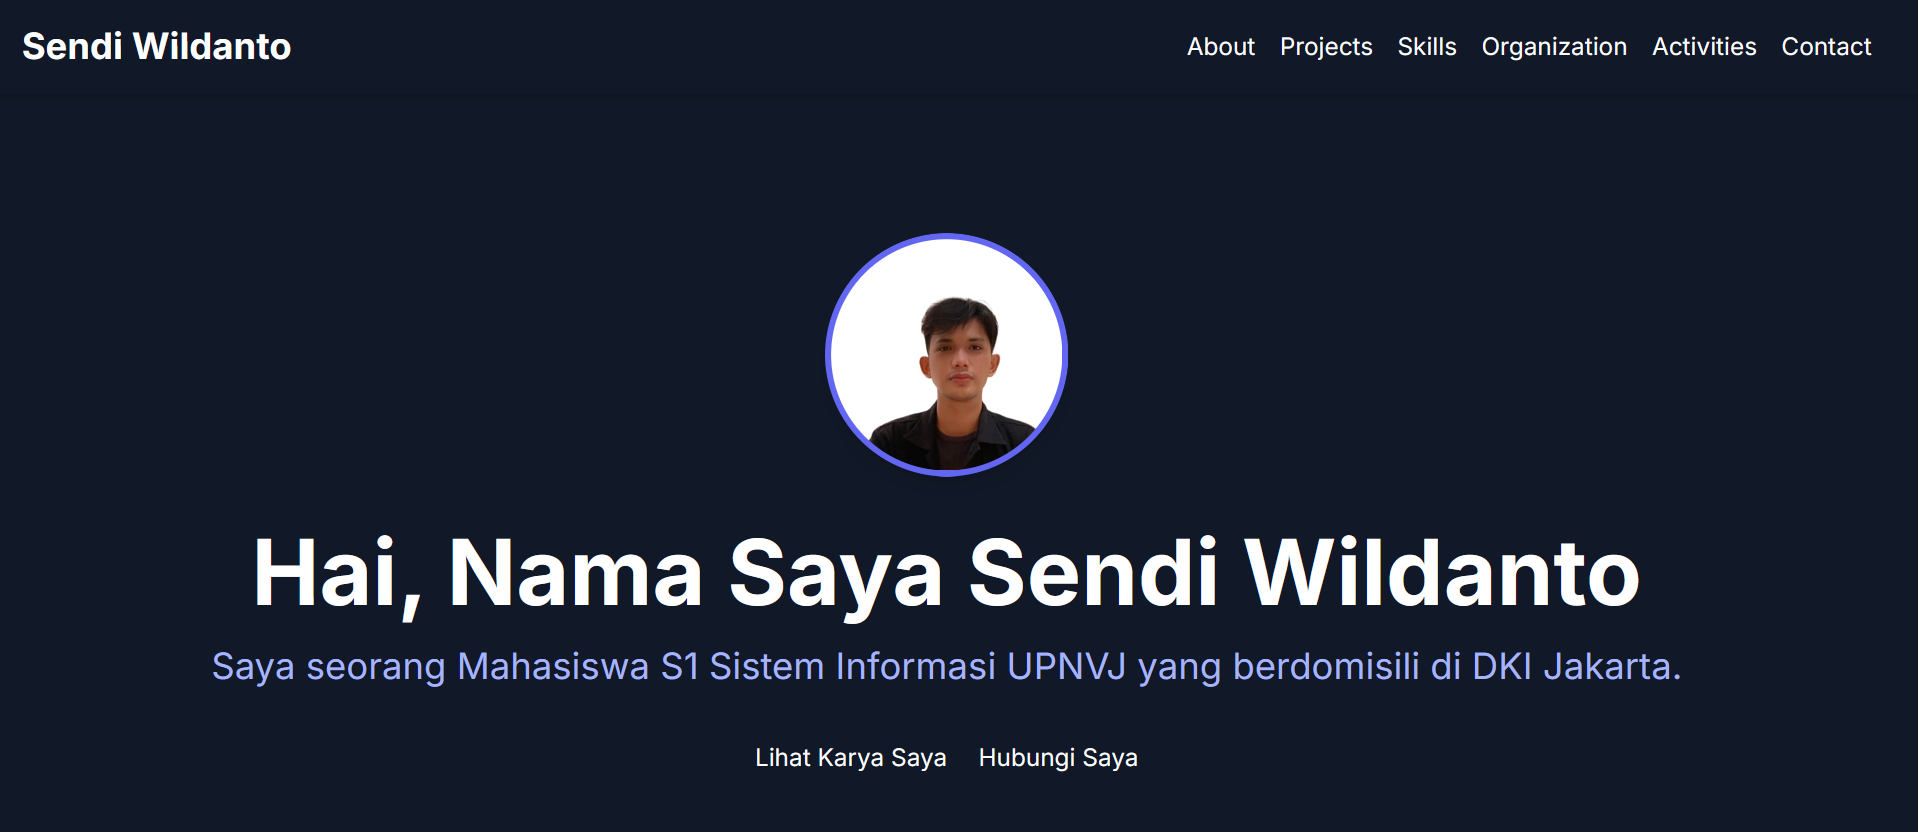 Sendi Wildanto
About Projects Skills Organization Activities Contact
Hai, Nama Saya Sendi Wildanto
Saya seorang Mahasiswa S1 Sistem Informasi UPNVJ yang berdomisili di DKI Jakarta.
Lihat Karya Saya Hubungi Saya